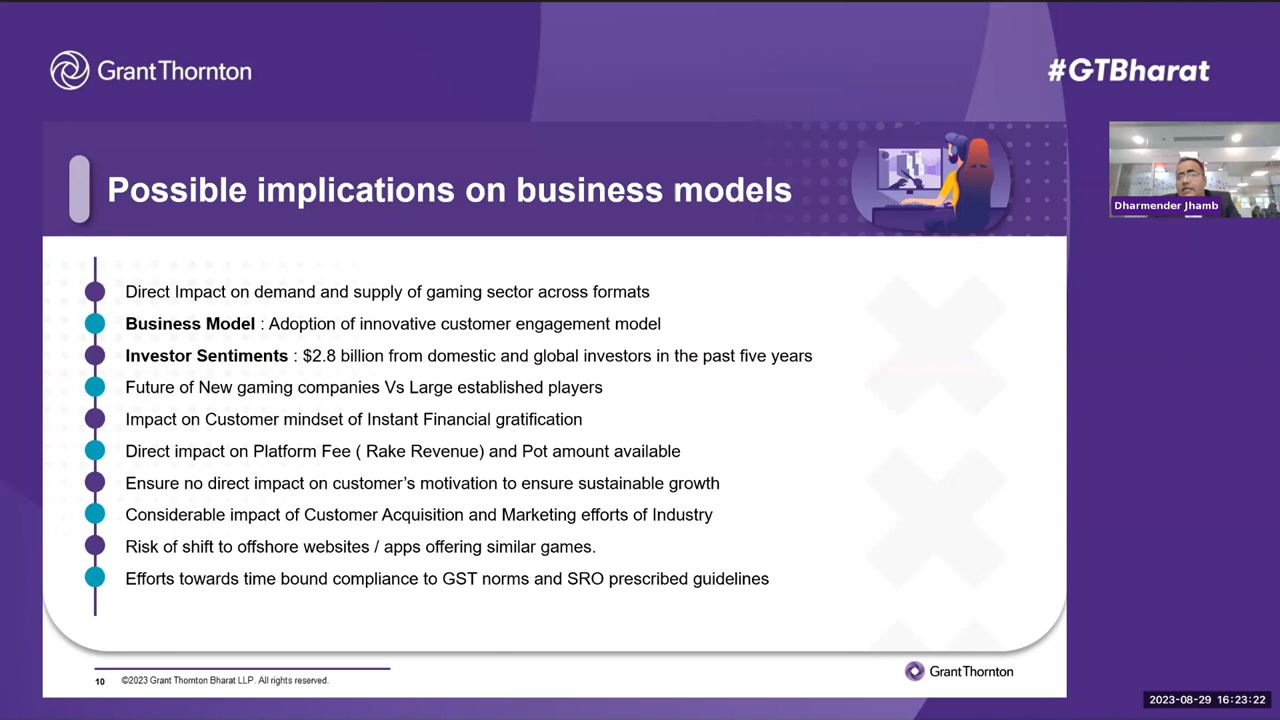 Grant Thornton
#GTBharat
Possible implications on business models
Dharmender Jhamb
Direct Impact on demand and supply of gaming sector across formats
Business Model : Adoption of innovative customer engagement model
Investor Sentiments : $2.8 billion from domestic and global investors in the past five years
Future of New gaming companies Vs Large established players
Impact on Customer mindset of Instant Financial gratification
Direct impact on Platform Fee ( Rake Revenue) and Pot amount available
Ensure no direct impact on customer's motivation to ensure sustainable growth
Considerable impact of Customer Acquisition and Marketing efforts of Industry
Risk of shift to offshore websites / apps offering similar games.
Efforts towards time bound compliance to GST norms and SRO prescribed guidelines
10 ©2023 Grant Thornton Bharat LLP. All rights reserved.
Grant Thornton
2023-08-29 16:23:22